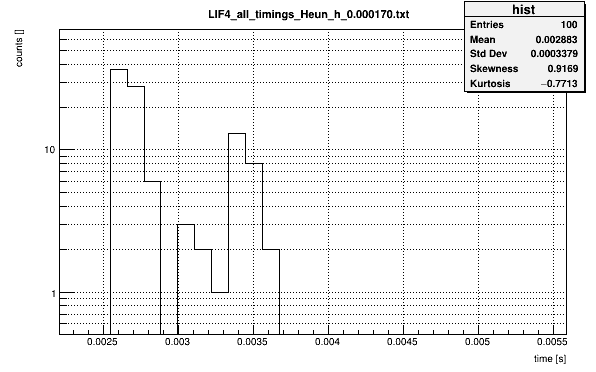 LIF4_all_timings_Heun_h_0.000170.txt
hist
Entries 100
Mean 0.002883
Std Dev 0.0003379
Skewness 0.9169
Kurtosis −0.7713
counts []
10
1
0.0025 0.003 0.0035 0.004 0.0045 0.005 0.0055
time [s]